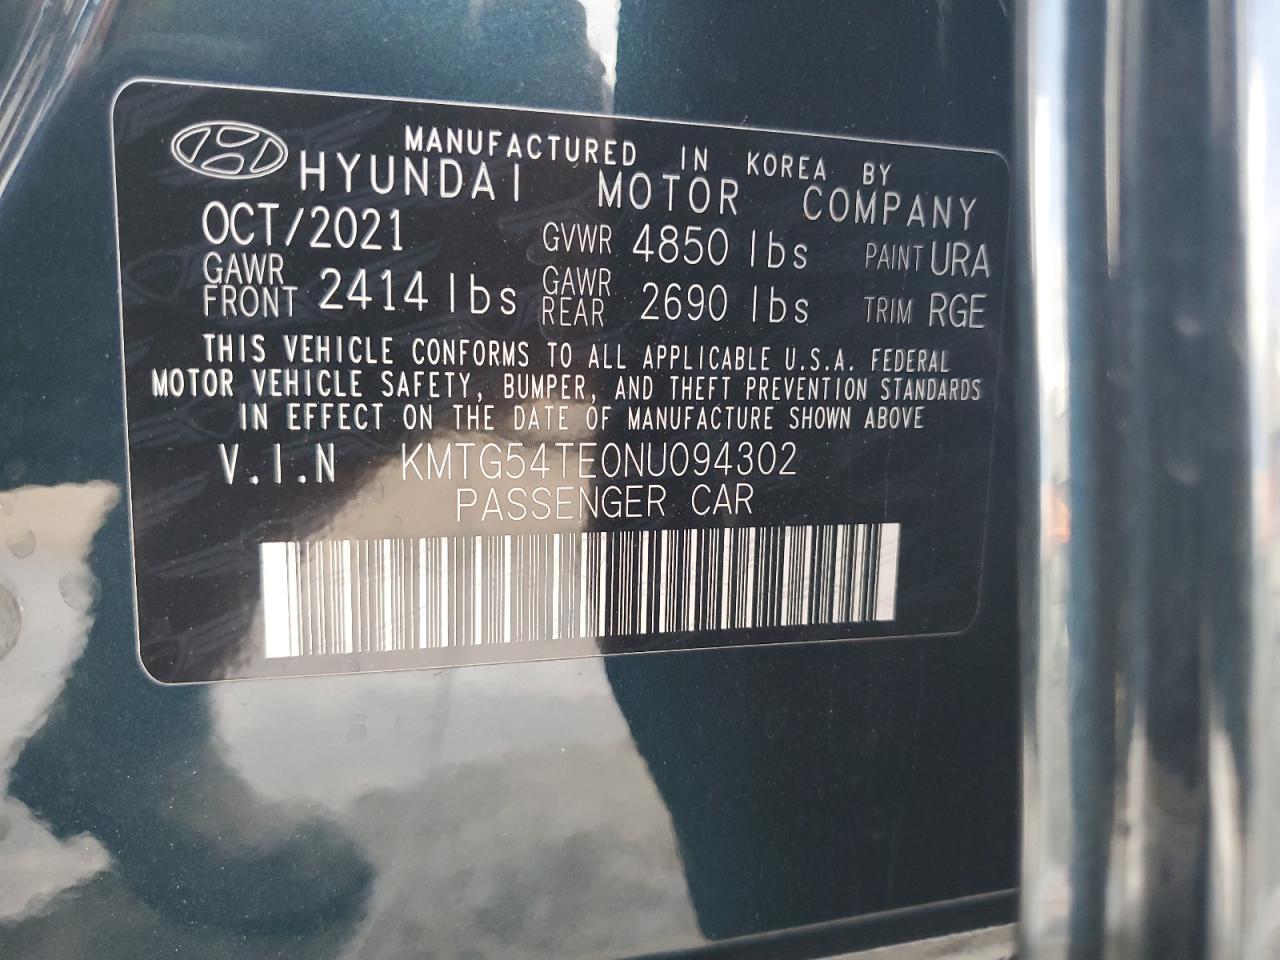 MANUFACTURED IN KOREA BY
HYUNDAI MOTOR COMPANY
OCT/2021 GVWR 4850 lbs PAINT URA
GAWR FRONT 2414 lbs GAWR REAR 2690 lbs TRIM RGE
THIS VEHICLE CONFORMS TO ALL APPLICABLE U.S.A. FEDERAL
MOTOR VEHICLE SAFETY, BUMPER, AND THEFT PREVENTION STANDARDS
IN EFFECT ON THE DATE OF MANUFACTURE SHOWN ABOVE
V.I.N KMTG54TE0NU094302
PASSENGER CAR